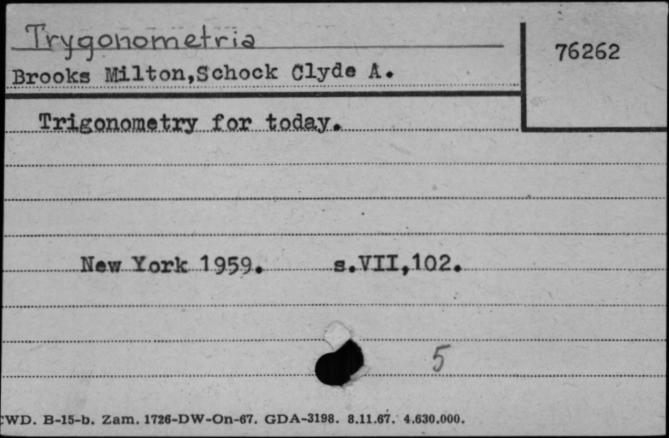 Trygonometria
76262
Brooks Milton,Schock Clyde A.
Trigonometry for today.
New York 1959. s.VII,102.
5
CWD. B-15-b. Zam. 1726-DW-On-67. GDA-3198. 8.11.67. 4.630.000.